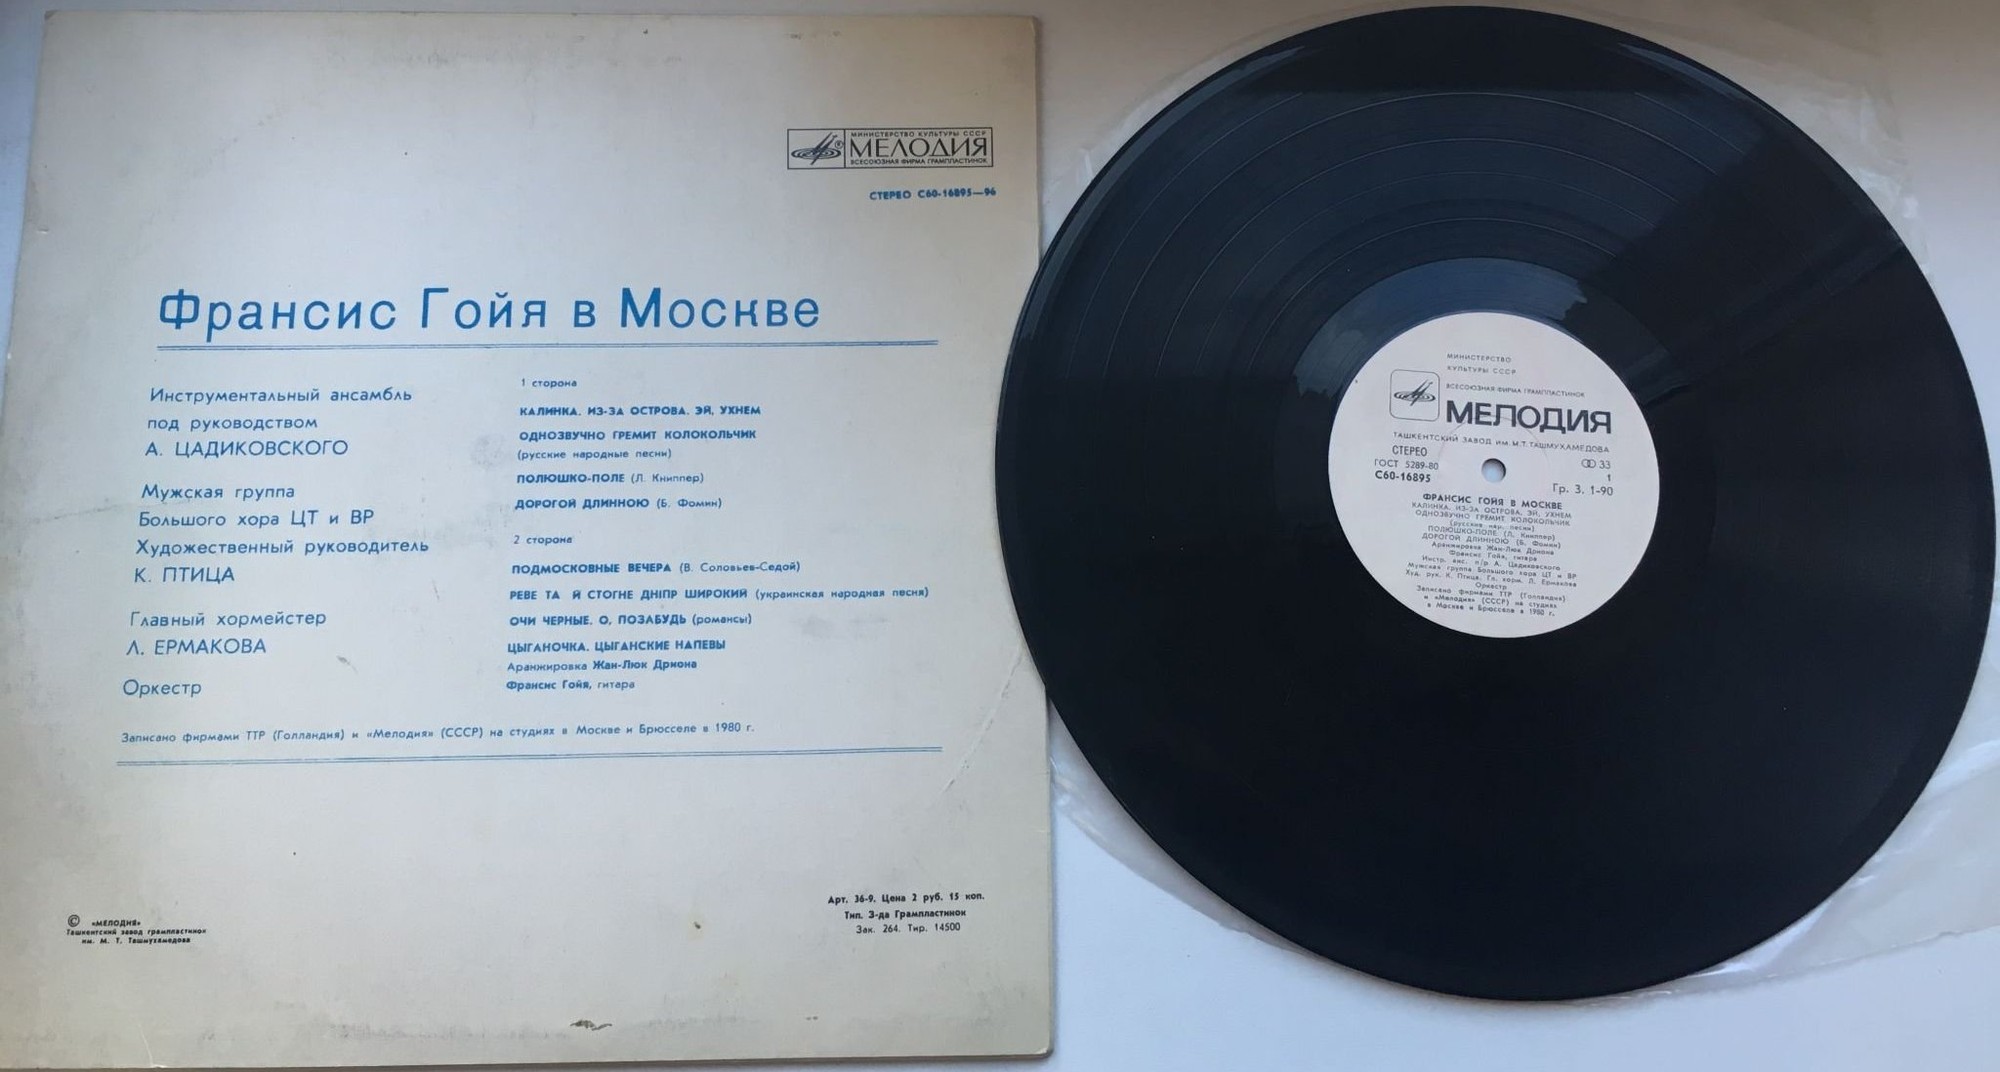 МИНИСТЕРСТВО КУЛЬТУРЫ СССР
МЕЛОДИЯ
ВСЕСОЮЗНАЯ ФИРМА ГРАМПЛАСТИНОК
СТЕРЕО С60-16895—96
Франсис Гойя в Москве
Инструментальный ансамбль
под руководством
А. ЦАДИКОВСКОГО
Мужская группа
Большого хора ЦТ и ВР
Художественный руководитель
К. ПТИЦА
Главный хормейстер
Л. ЕРМАКОВА
Оркестр
1 сторона
КАЛИНКА. ИЗ-ЗА ОСТРОВА. ЭЙ, УХНЕМ
ОДНОЗВУЧНО ГРЕМИТ КОЛОКОЛЬЧИК
(русские народные песни)
ПОЛЮШКО-ПОЛЕ (Л. Книппер)
ДОРОГОЙ ДЛИННОЮ (Б. Фомин)
2 сторона
ПОДМОСКОВНЫЕ ВЕЧЕРА (В. Соловьев-Седой)
РЕВЕ ТА Й СТОГНЕ ДНІПР ШИРОКИЙ (украинская народная песня)
ОЧИ ЧЕРНЫЕ. О, ПОЗАБУДЬ (романсы)
ЦЫГАНОЧКА. ЦЫГАНСКИЕ НАПЕВЫ
Аранжировка Жан-Люк Дриона
Франсис Гойя, гитара
Записано фирмами ТТР (Голландия) и «Мелодия» (СССР) на студиях в Москве и Брюсселе в 1980 г.
© «МЕЛОДИЯ»
Ташкентский завод грампластинок
им. М. Т. Ташмухамедова
Арт. 36-9. Цена 2 руб. 15 коп.
Тип. З-да Грампластинок
Зак. 264. Тир. 14500
МИНИСТЕРСТВО
КУЛЬТУРЫ СССР
ВСЕСОЮЗНАЯ ФИРМА ГРАМПЛАСТИНОК
МЕЛОДИЯ
ТАШКЕНТСКИЙ ЗАВОД ИМ. М.Т. ТАШМУХАМЕДОВА
СТЕРЕО
33
ГОСТ 5289-80
1
С60-16895
Гр. 3. 1-90
ФРАНСИС ГОЙЯ В МОСКВЕ
КАЛИНКА. ИЗ-ЗА ОСТРОВА. ЭЙ, УХНЕМ
ОДНОЗВУЧНО ГРЕМИТ КОЛОКОЛЬЧИК
(русские нар. песни)
ПОЛЮШКО-ПОЛЕ (Л. Книппер)
ДОРОГОЙ ДЛИННОЮ (Б. Фомин)
Аранжировка Жан-Люк Дриона
Франсис Гойя, гитара
Инстр. анс. п/р А. Цадиковского
Мужская группа Большого хора ЦТ и ВР
Худ. рук. К. Птица. Гл. хорм. Л. Ермакова
Оркестр
Записано фирмами ТТР (Голландия)
и «Мелодия» (СССР) на студиях
в Москве и Брюсселе в 1980 г.